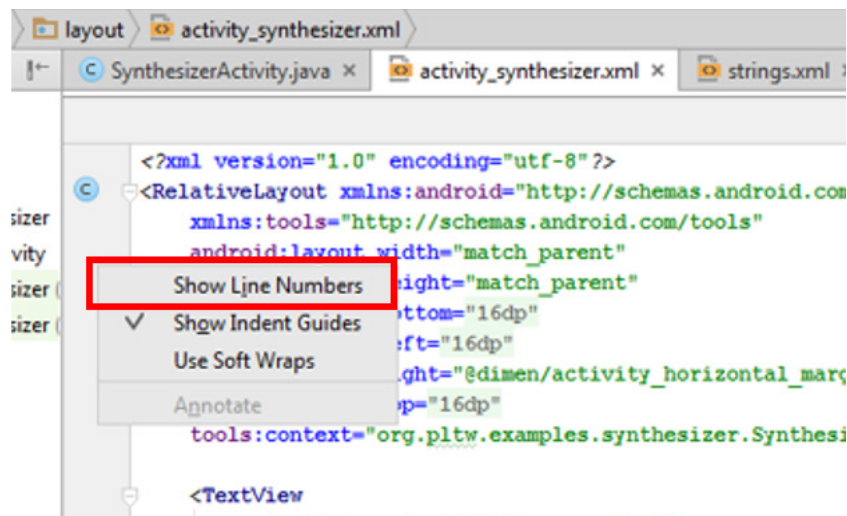 layout activity_synthesizer.xml
SynthesizerActivity.java × activity_synthesizer.xml × strings.xml
<?xml version="1.0" encoding="utf-8"?>
C <RelativeLayout xmlns:android="http://schemas.android.com
sizer xmlns:tools="http://schemas.android.com/tools"
vity android:layout_width="match_parent"
sizer ( Show Line Numbers eight="match_parent"
sizer ( Show Indent Guides ttom="16dp"
Use Soft Wraps ft="16dp"
ght="@dimen/activity_horizontal_marg
Annotate p="16dp"
tools:context="org.pltw.examples.synthesizer.Synthesi
<TextView